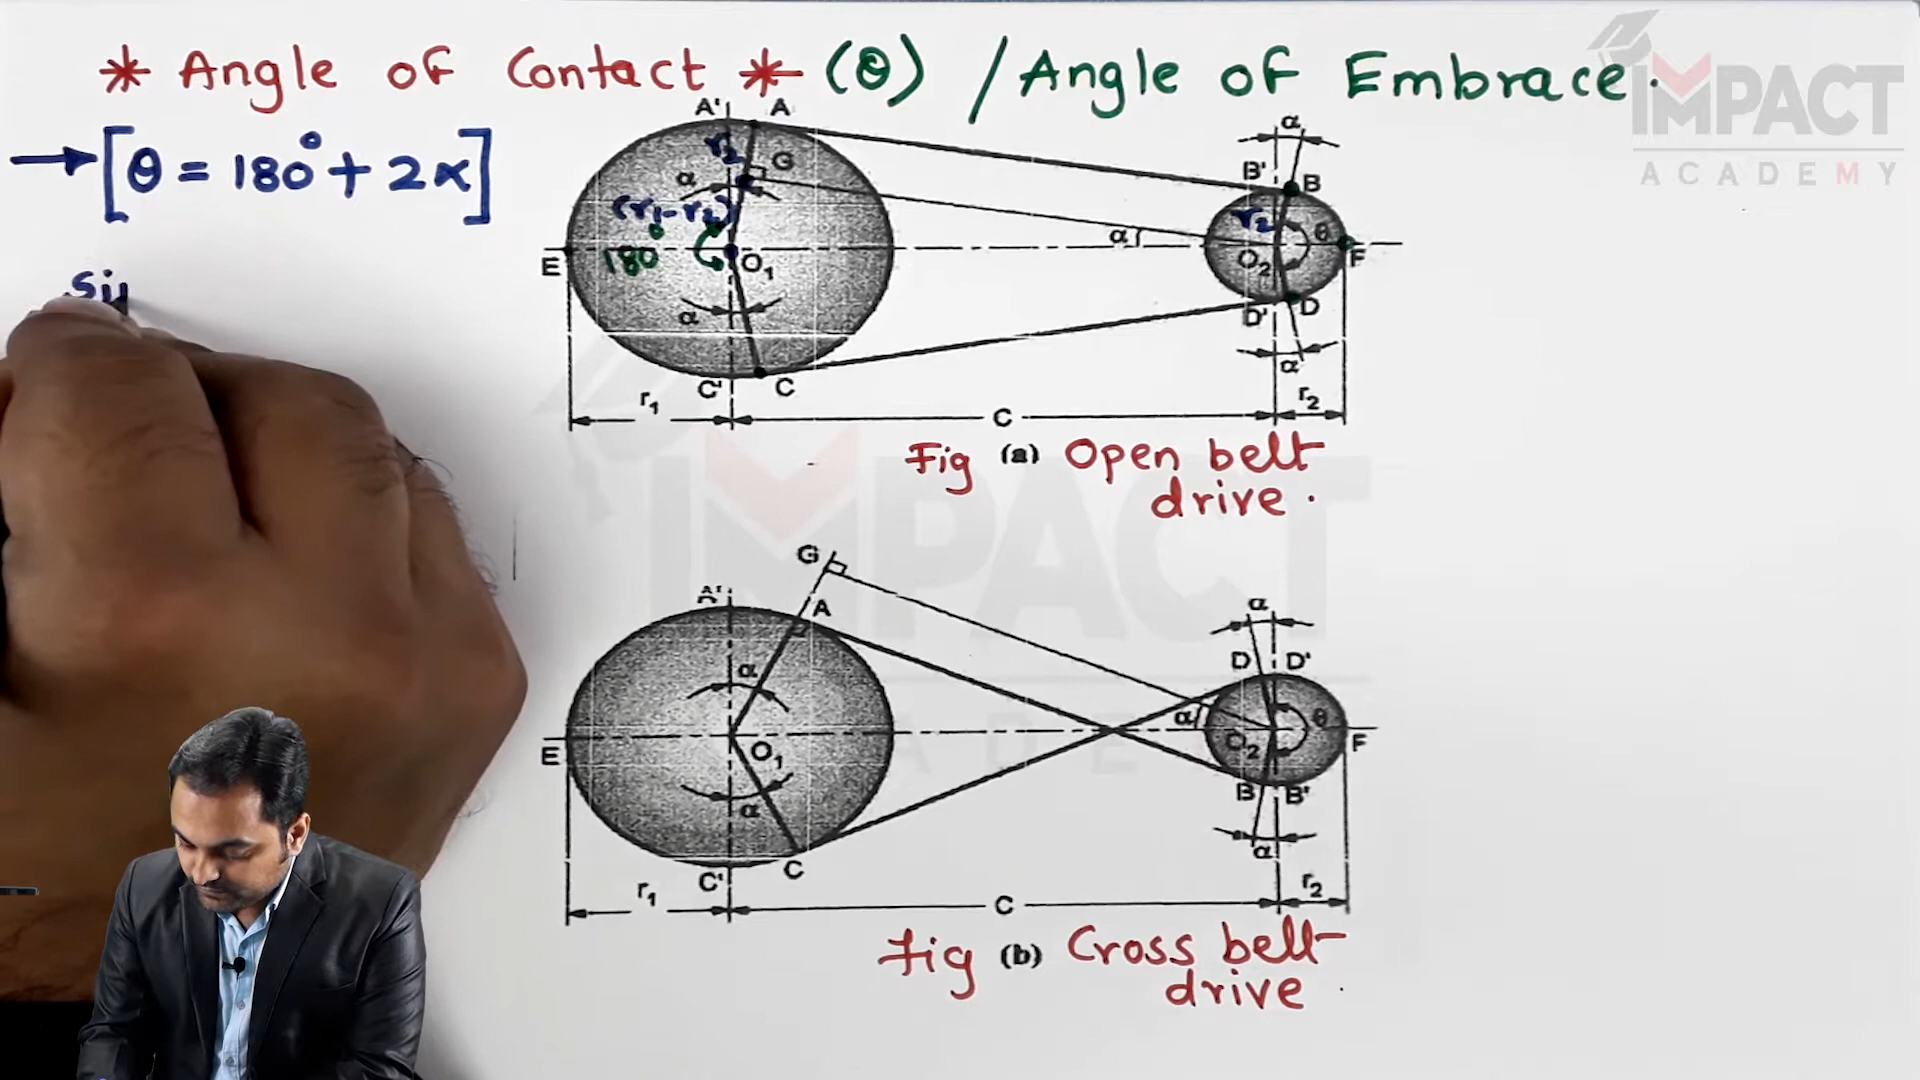 * Angle of Contact * (θ) / Angle of Embrace.
IMPACT
ACADEMY
→ [θ = 180° + 2α]
A' A
α
r2 G
B' B
α
(r1-r2)
r2
α
θ
E 180° O1
O2 F
α
D' D
α
C' C
r1 C r2
Fig (a) Open belt
drive.
G
A' A
α
D D'
α
α θ
E O1 O2 F
α
B B'
α
C' C
r1 C r2
Fig (b) Cross belt
drive